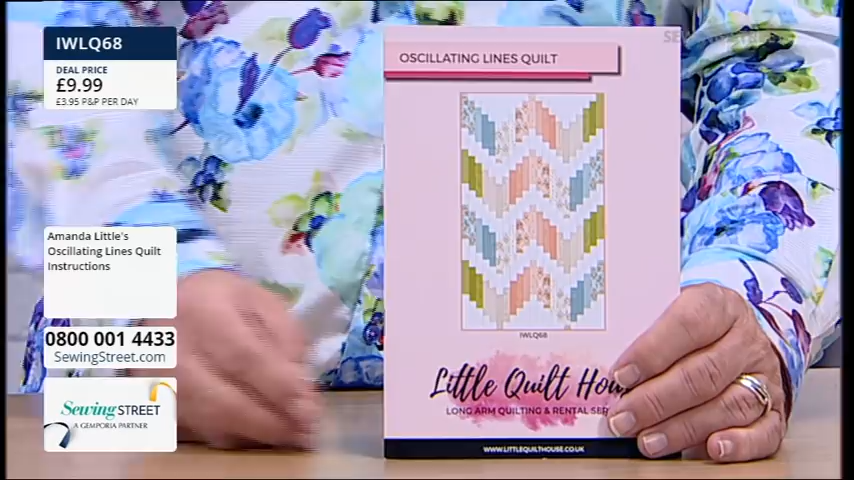 IWLQ68
DEAL PRICE
£9.99
£3.95 P&P PER DAY
Amanda Little's
Oscillating Lines Quilt
Instructions
0800 001 4433
SewingStreet.com
Sewing STREET
A GEMPORIA PARTNER
OSCILLATING LINES QUILT
IWLQ68
Little Quilt Hou
LONG ARM QUILTING & RENTAL SER
WWW.LITTLEQUILTHOUSE.CO.UK